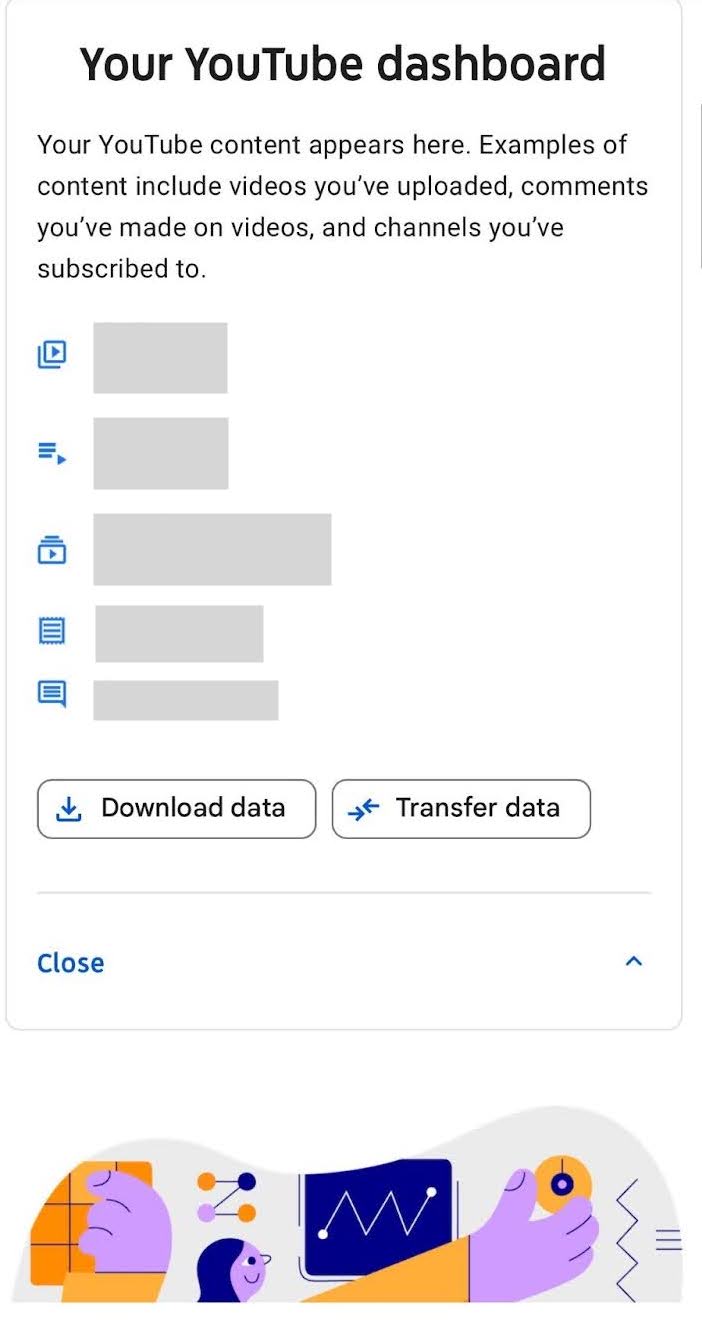 Your YouTube dashboard
Your YouTube content appears here. Examples of
content include videos you’ve uploaded, comments
you’ve made on videos, and channels you’ve
subscribed to.
Download data
Transfer data
Close